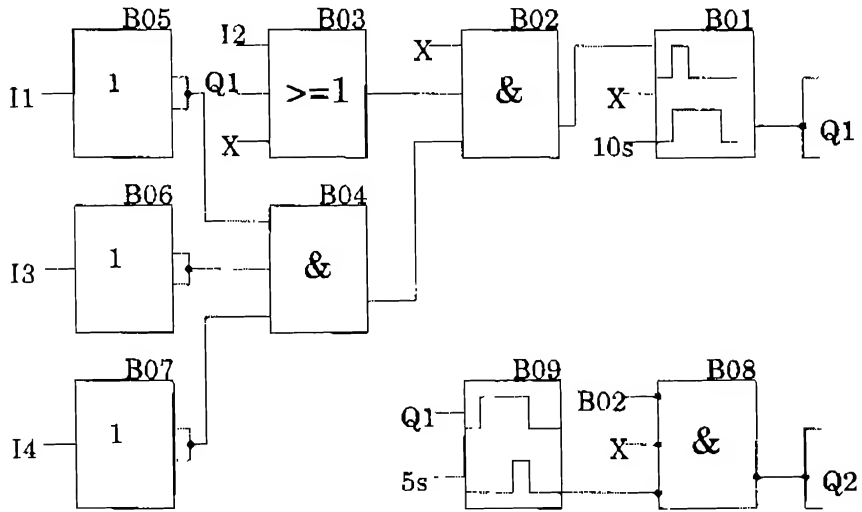 B05 B03 B02 B01
I1 1 Q1 I2 >=1 X X & X 10s Q1
B06 B04
I3 1 &
B07 B09 B08
I4 1 Q1 5s B02 X & Q2